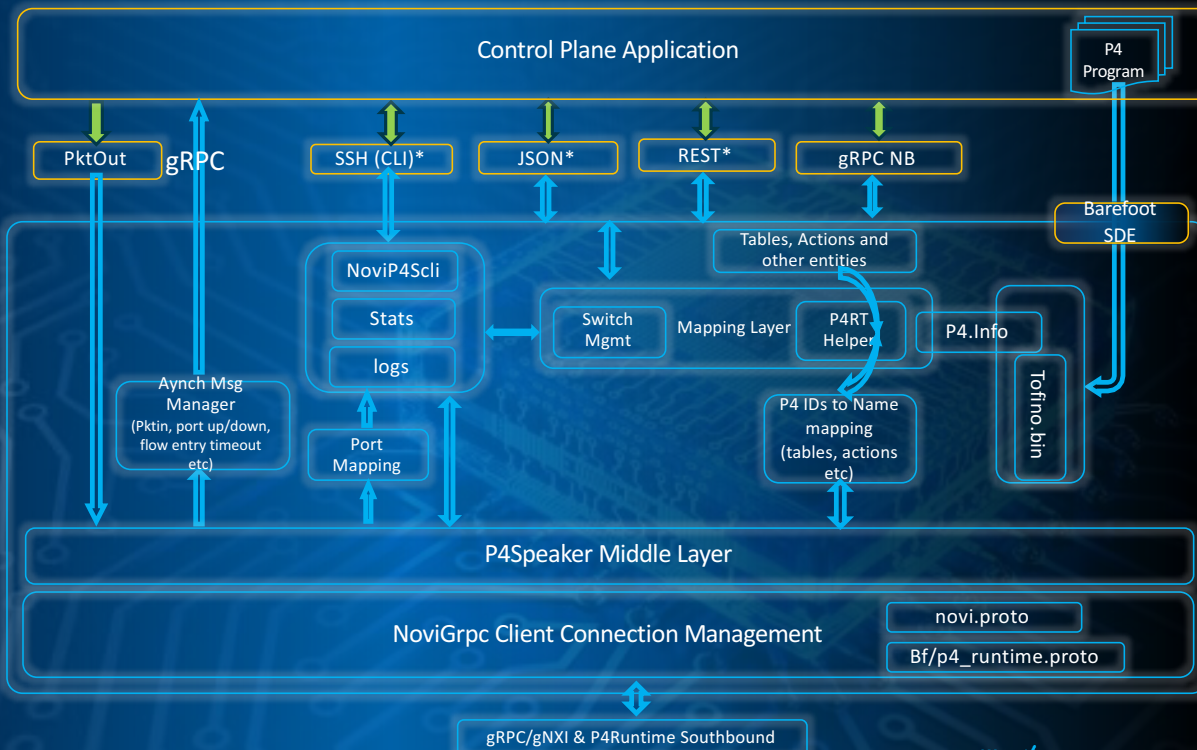 Control Plane Application
P4
Program
PktOut
gRPC
SSH (CLI)*
JSON*
REST*
gRPC NB
Barefoot
SDE
Tables, Actions and
other entities
NoviP4Scli
Stats
logs
Switch
Mgmt
Mapping Layer
P4RT
Helper
P4.Info
Tofino.bin
Aynch Msg
Manager
(Pktin, port up/down,
flow entry timeout
etc)
Port
Mapping
P4 IDs to Name
mapping
(tables, actions
etc)
P4Speaker Middle Layer
NoviGrpc Client Connection Management
novi.proto
Bf/p4_runtime.proto
gRPC/gNXI & P4Runtime Southbound